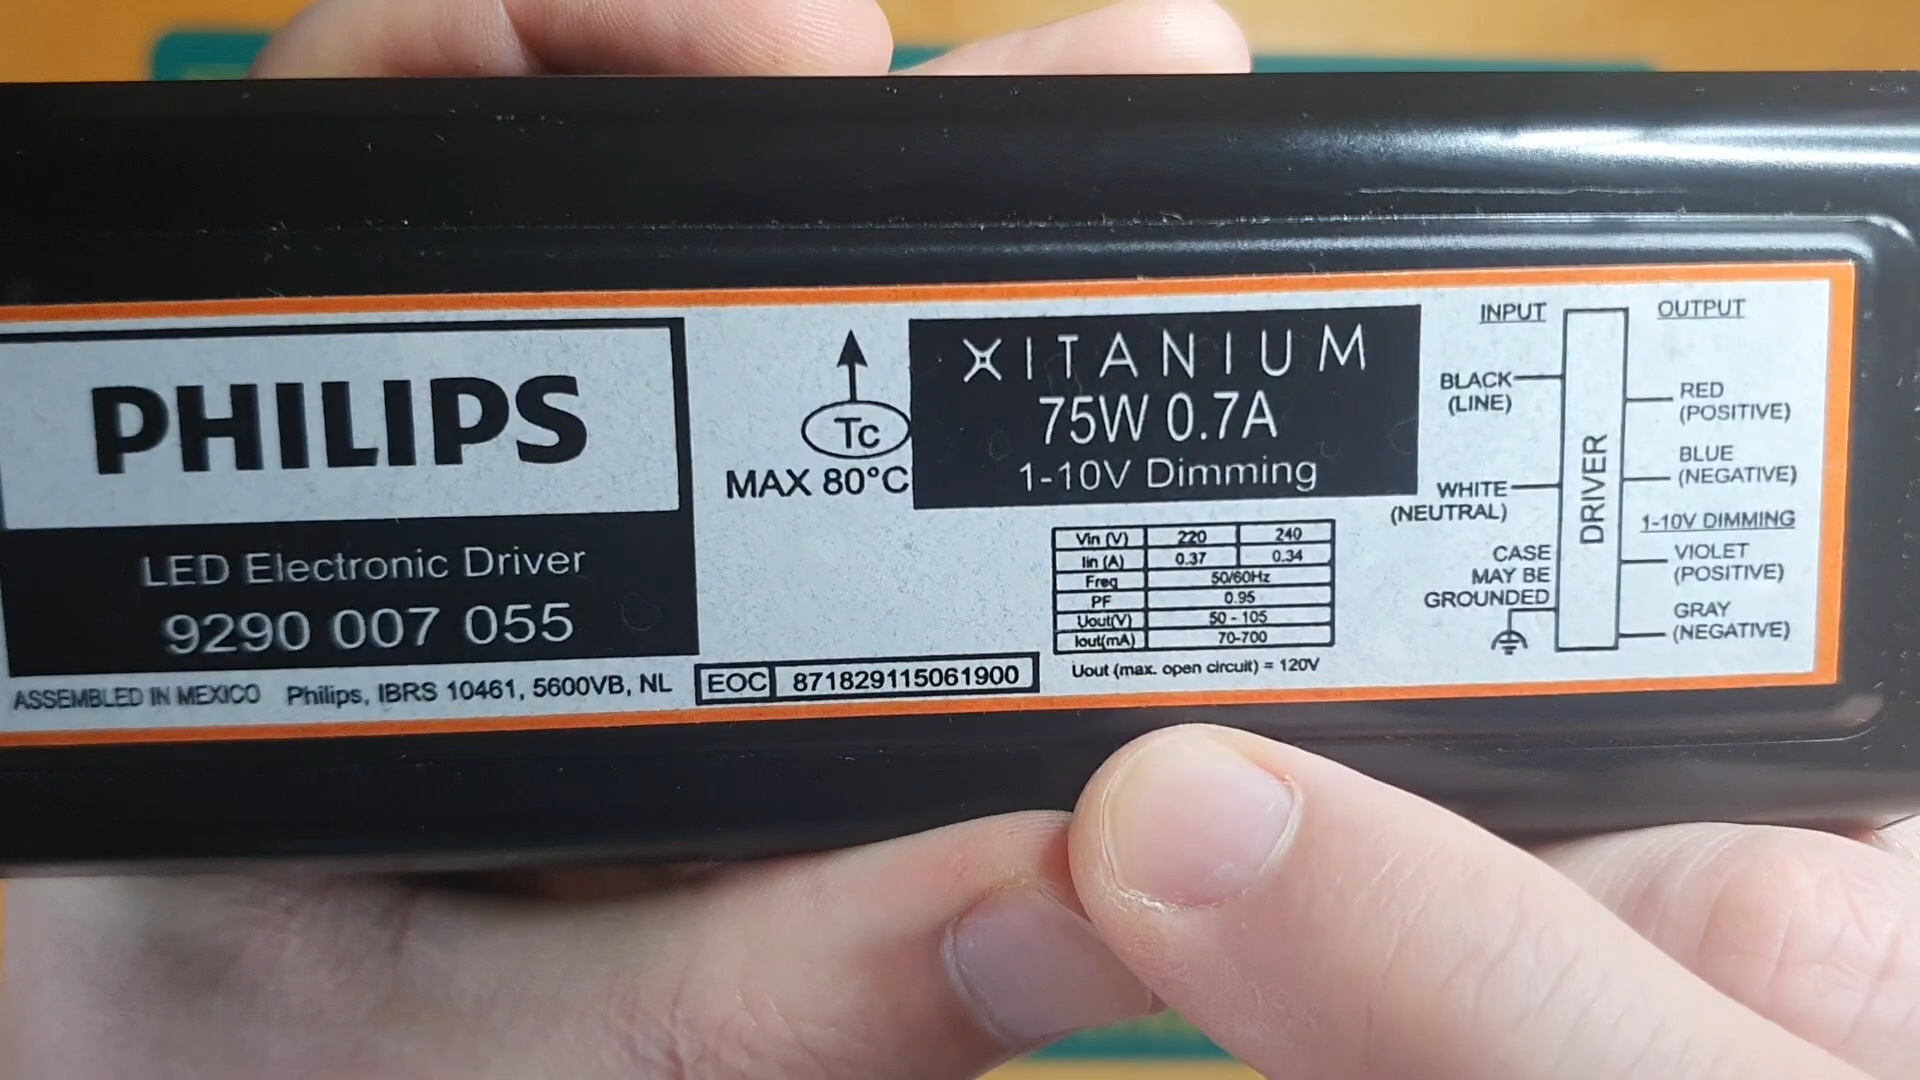 PHILIPS
LED Electronic Driver
9290 007 055
ASSEMBLED IN MEXICO Philips, IBRS 10461, 5600VB, NL
EOC 871829115061900
Tc
MAX 80°C
XITANIUM
75W 0.7A
1-10V Dimming
Vin (V) 220 240
Iin (A) 0.37 0.34
Freq 50/60Hz
PF 0.95
Uout(V) 50 - 105
Iout(mA) 70-700
Uout (max. open circuit) = 120V
INPUT
BLACK
(LINE)
WHITE
(NEUTRAL)
CASE
MAY BE
GROUNDED
DRIVER
OUTPUT
RED
(POSITIVE)
BLUE
(NEGATIVE)
1-10V DIMMING
VIOLET
(POSITIVE)
GRAY
(NEGATIVE)